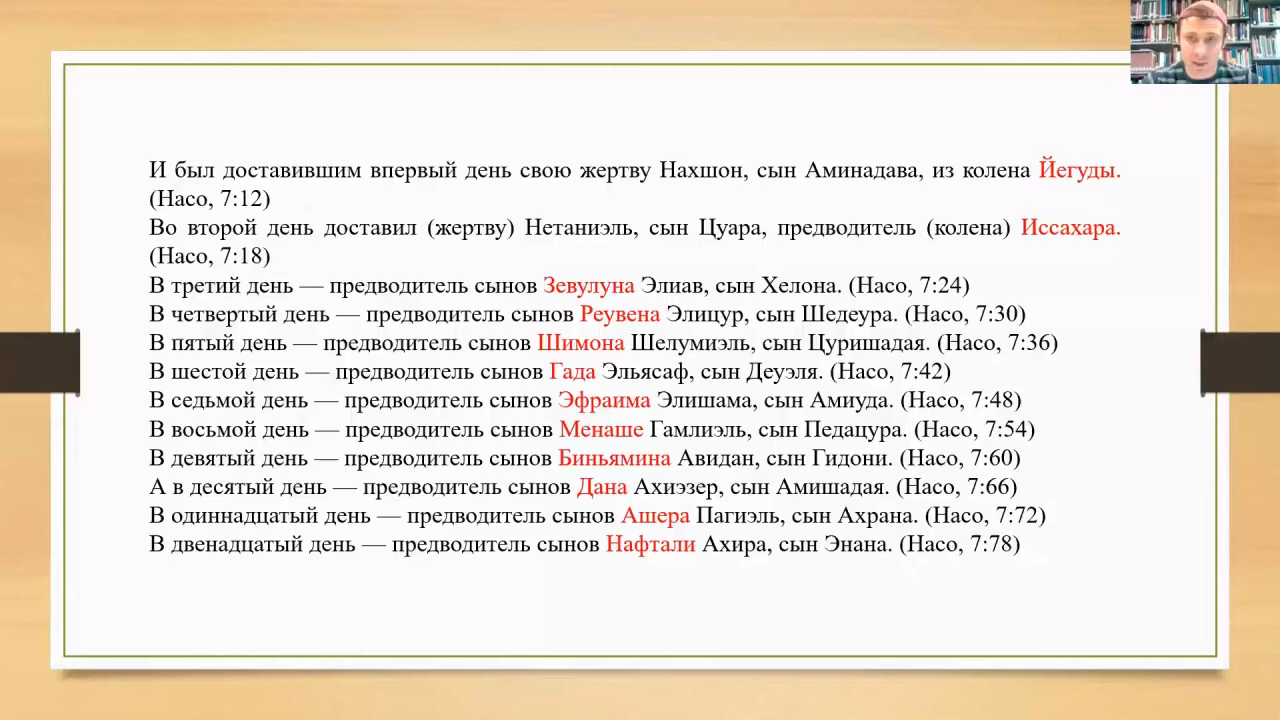 И был доставившим впервый день свою жертву Нахшон, сын Аминадава, из колена Йегуды.
(Насо, 7:12)
Во второй день доставил (жертву) Нетаниэль, сын Цуара, предводитель (колена) Иссахара.
(Насо, 7:18)
В третий день — предводитель сынов Зевулуна Элиав, сын Хелона. (Насо, 7:24)
В четвертый день — предводитель сынов Реувена Элицур, сын Шедеура. (Насо, 7:30)
В пятый день — предводитель сынов Шимона Шелумиэль, сын Цуришадая. (Насо, 7:36)
В шестой день — предводитель сынов Гада Эльясаф, сын Деуэля. (Насо, 7:42)
В седьмой день — предводитель сынов Эфраима Элишама, сын Амиуда. (Насо, 7:48)
В восьмой день — предводитель сынов Менаше Гамлиэль, сын Педацура. (Насо, 7:54)
В девятый день — предводитель сынов Биньямина Авидан, сын Гидони. (Насо, 7:60)
А в десятый день — предводитель сынов Дана Ахиэзер, сын Амишадая. (Насо, 7:66)
В одиннадцатый день — предводитель сынов Ашера Пагиэль, сын Ахрана. (Насо, 7:72)
В двенадцатый день — предводитель сынов Нафтали Ахира, сын Энана. (Насо, 7:78)